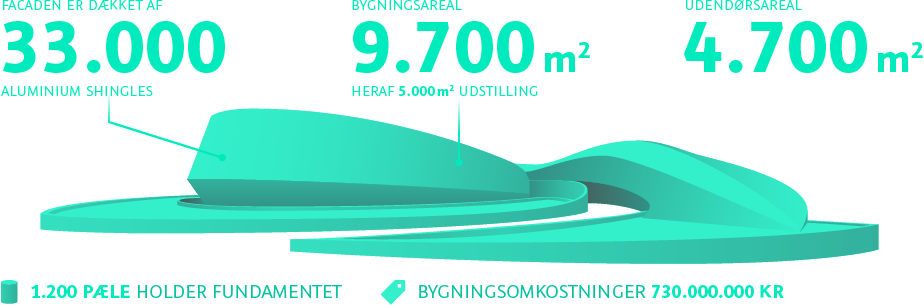 FACADEN ER DÆKKET AF
33.000
ALUMINIUM SHINGLES
BYGNINGSAREAL
9.700 m²
HERAF 5.000 m² UDSTILLING
UDENDØRSAREAL
4.700 m²
1.200 PÆLE HOLDER FUNDAMENTET
BYGNINGSOMKOSTNINGER 730.000.000 KR